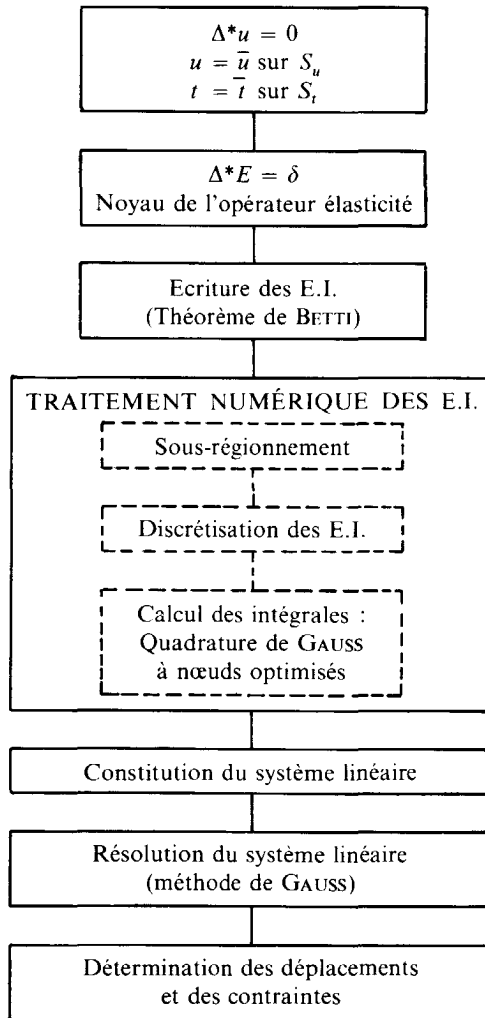 Δ*u = 0
u = u̅ sur Sᵤ
t = t̅ sur Sₜ
Δ*E = δ
Noyau de l'opérateur élasticité
Ecriture des E.I.
(Théorème de BETTI)
TRAITEMENT NUMÉRIQUE DES E.I.
Sous-régionnement
Discrétisation des E.I.
Calcul des intégrales :
Quadrature de GAUSS
à nœuds optimisés
Constitution du système linéaire
Résolution du système linéaire
(méthode de GAUSS)
Détermination des déplacements
et des contraintes